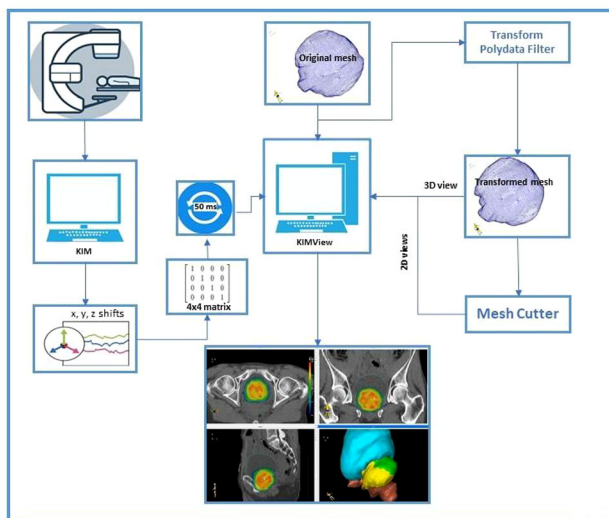 Original mesh
Transform
Polydata Filter
KIM
50 ms
KIMView
3D view
Transformed mesh
2D views
1 0 0 0
0 1 0 0
0 0 1 0
0 0 0 1
4x4 matrix
x, y, z shifts
Mesh Cutter